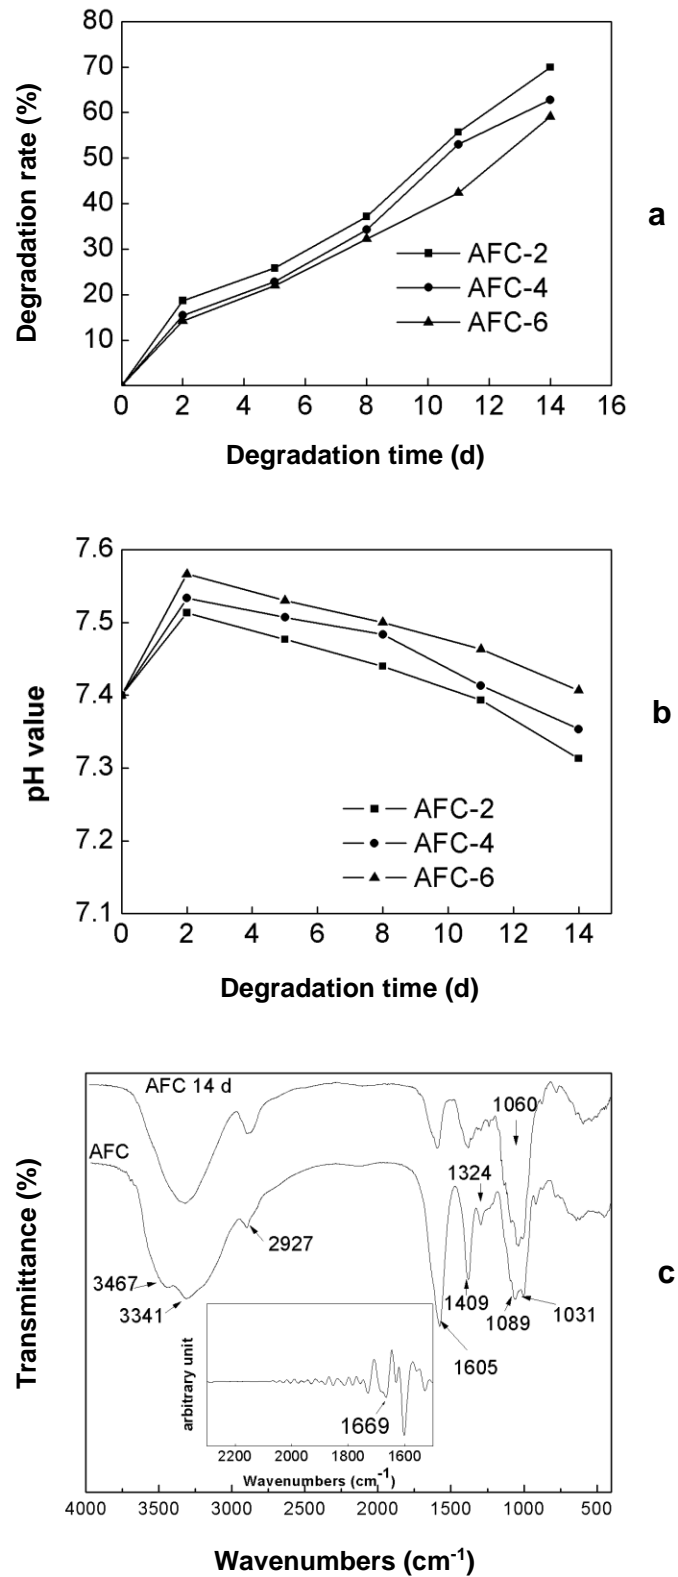 80
70
60
50
40
30
20
10
Degradation rate (%)
AFC-2
AFC-4
AFC-6
0 2 4 6 8 10 12 14 16
Degradation time (d)
a
7.6
7.5
7.4
7.3
7.2
7.1
pH value
AFC-2
AFC-4
AFC-6
0 2 4 6 8 10 12 14
Degradation time (d)
b
AFC 14 d
AFC
1060
1324
2927
3467
3341
1409
1089
1031
1605
Transmittance (%)
c
arbitrary unit
1669
2200 2000 1800 1600
Wavenumbers (cm-1)
4000 3500 3000 2500 2000 1500 1000 500
Wavenumbers (cm-1)